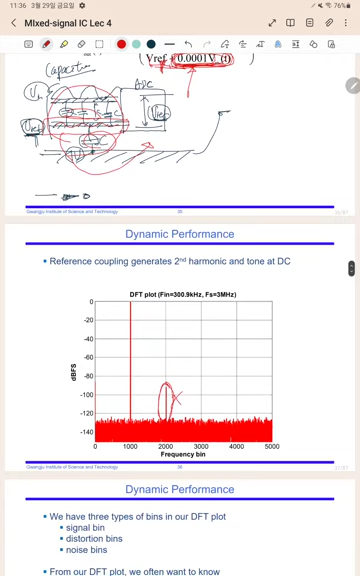 11:36 3월 29일 금요일
76%
MIxed-signal IC Lec 4
Capacitor
ADC
Vref + 0.0001V
Vref
Gwangju Institute of Science and Technology
35
Dynamic Performance
Reference coupling generates 2nd harmonic and tone at DC
DFT plot (Fin=300.9kHz, Fs=3MHz)
0
-20
-40
-60
-80
-100
-120
-140
dBFS
0 1000 2000 3000 4000 5000
Frequency bin
Gwangju Institute of Science and Technology
36
Dynamic Performance
We have three types of bins in our DFT plot
signal bin
distortion bins
noise bins
From our DFT plot, we often want to know